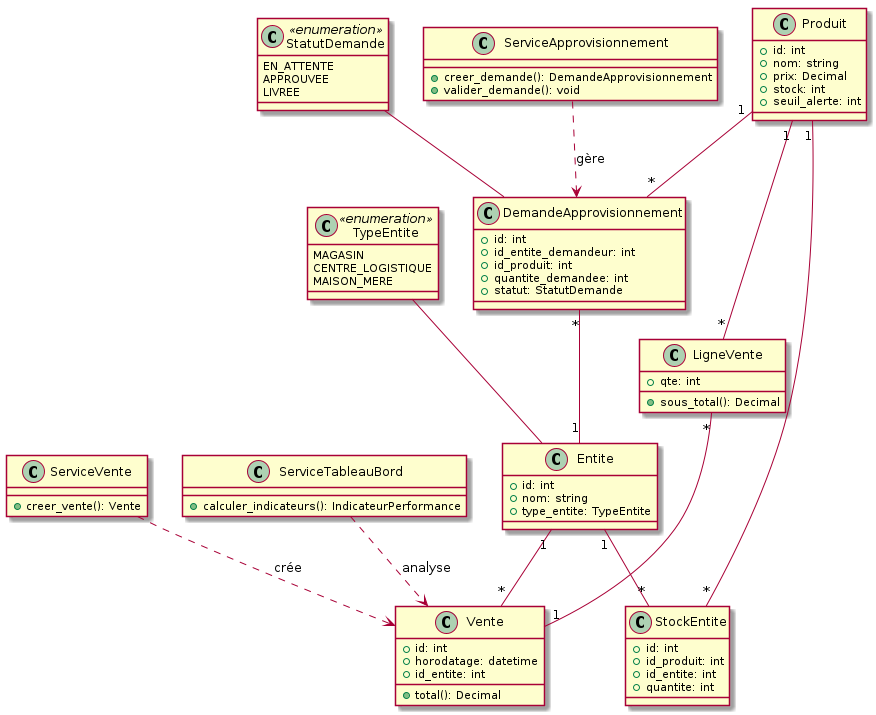 C «enumeration»
StatutDemande
EN_ATTENTE
APPROUVEE
LIVREE
C ServiceApprovisionnement
creer_demande(): DemandeApprovisionnement
valider_demande(): void
C Produit
id: int
nom: string
prix: Decimal
stock: int
seuil_alerte: int
1
1
1
gère
*
C «enumeration»
TypeEntite
MAGASIN
CENTRE_LOGISTIQUE
MAISON_MERE
C DemandeApprovisionnement
id: int
id_entite_demandeur: int
id_produit: int
quantite_demandee: int
statut: StatutDemande
*
*
C LigneVente
qte: int
sous_total(): Decimal
1
*
C ServiceVente
creer_vente(): Vente
C ServiceTableauBord
calculer_indicateurs(): IndicateurPerformance
C Entite
id: int
nom: string
type_entite: TypeEntite
1
1
crée
analyse
*
*
*
1
C Vente
id: int
horodatage: datetime
id_entite: int
total(): Decimal
C StockEntite
id: int
id_produit: int
id_entite: int
quantite: int